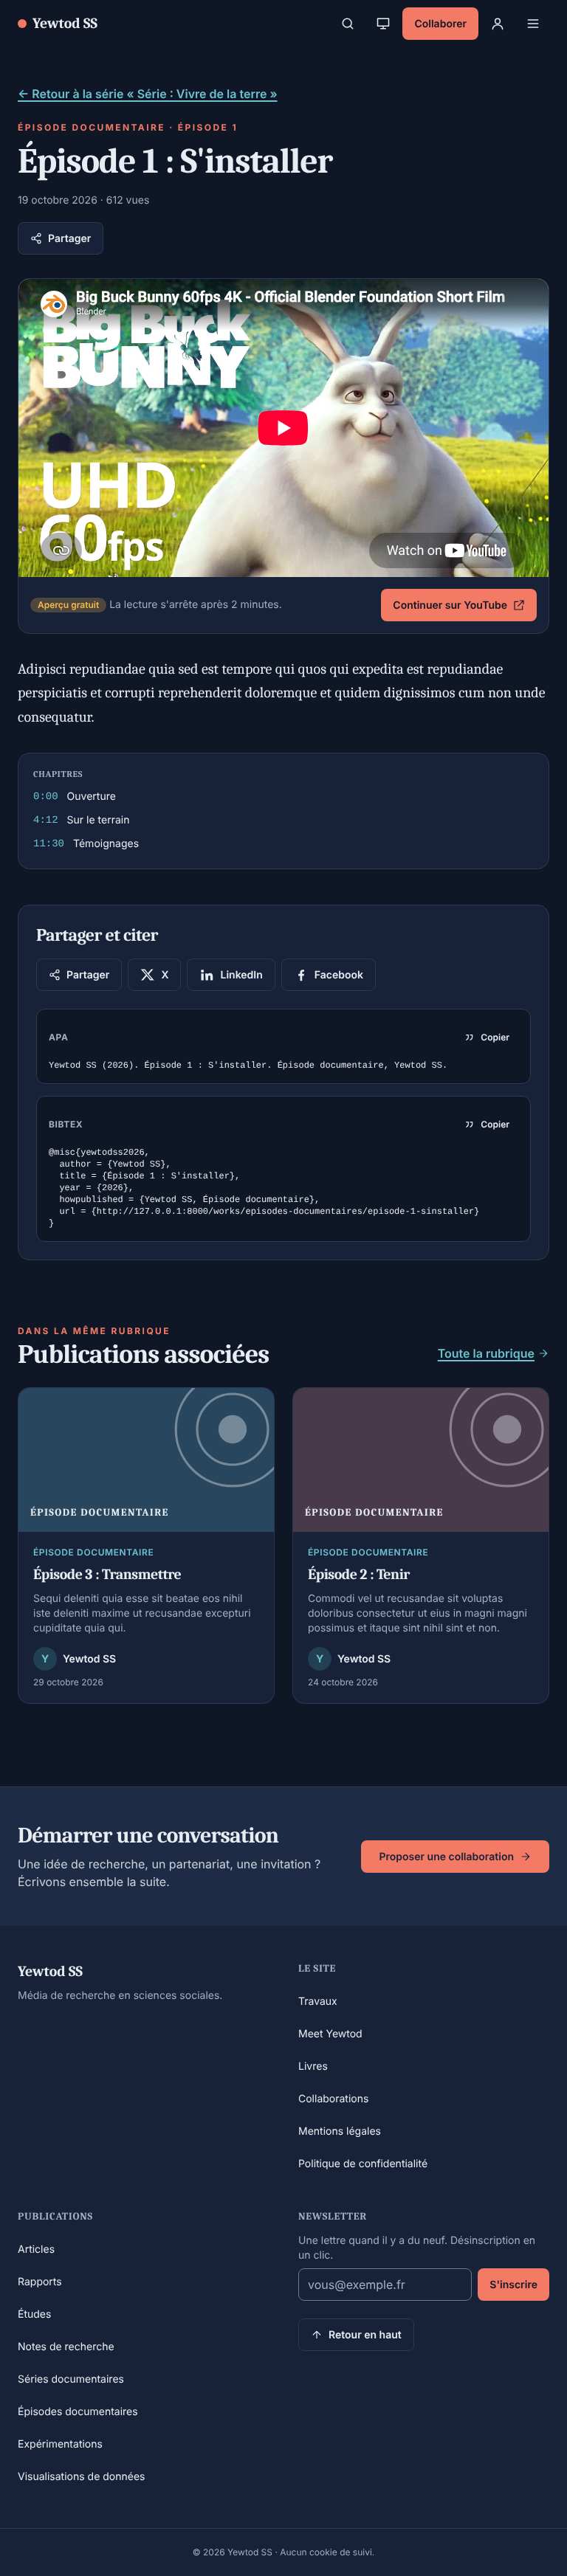 Yewtod SS
Collaborer
← Retour à la série « Série : Vivre de la terre »
ÉPISODE DOCUMENTAIRE · ÉPISODE 1
Épisode 1 : S'installer
19 octobre 2026 · 612 vues
Partager
Big Buck Bunny 60fps 4K - Official Blender Foundation Short Film
Blender
BIG BUCK
BUNNY
UHD
60fps
Watch on YouTube
Aperçu gratuit La lecture s'arrête après 2 minutes.
Continuer sur YouTube
Adipisci repudiandae quia sed est tempore qui quos qui expedita est repudiandae
perspiciatis et corrupti reprehenderit doloremque et quidem dignissimos cum non unde
consequatur.
CHAPITRES
0:00 Ouverture
4:12 Sur le terrain
11:30 Témoignages
Partager et citer
Partager
X
LinkedIn
Facebook
APA
Copier
Yewtod SS (2026). Épisode 1 : S'installer. Épisode documentaire, Yewtod SS.
BIBTEX
Copier
@misc{yewtodss2026,
  author = {Yewtod SS},
  title = {Épisode 1 : S'installer},
  year = {2026},
  howpublished = {Yewtod SS, Épisode documentaire},
  url = {http://127.0.0.1:8000/works/episodes-documentaires/episode-1-sinstaller}
}
DANS LA MÊME RUBRIQUE
Publications associées
Toute la rubrique →
ÉPISODE DOCUMENTAIRE
ÉPISODE DOCUMENTAIRE
Épisode 3 : Transmettre
Sequi deleniti quia esse sit beatae eos nihil
iste deleniti maxime ut recusandae excepturi
cupiditate quia qui.
Y
Yewtod SS
29 octobre 2026
ÉPISODE DOCUMENTAIRE
ÉPISODE DOCUMENTAIRE
Épisode 2 : Tenir
Commodi vel ut recusandae sit voluptas
doloribus consectetur ut eius in magni magni
possimus et itaque sint nihil sint et non.
Y
Yewtod SS
24 octobre 2026
Démarrer une conversation
Une idée de recherche, un partenariat, une invitation ?
Écrivons ensemble la suite.
Proposer une collaboration →
Yewtod SS
Média de recherche en sciences sociales.
LE SITE
Travaux
Meet Yewtod
Livres
Collaborations
Mentions légales
Politique de confidentialité
PUBLICATIONS
Articles
Rapports
Études
Notes de recherche
Séries documentaires
Épisodes documentaires
Expérimentations
Visualisations de données
NEWSLETTER
Une lettre quand il y a du neuf. Désinscription en
un clic.
vous@exemple.fr
S'inscrire
↑ Retour en haut
© 2026 Yewtod SS · Aucun cookie de suivi.